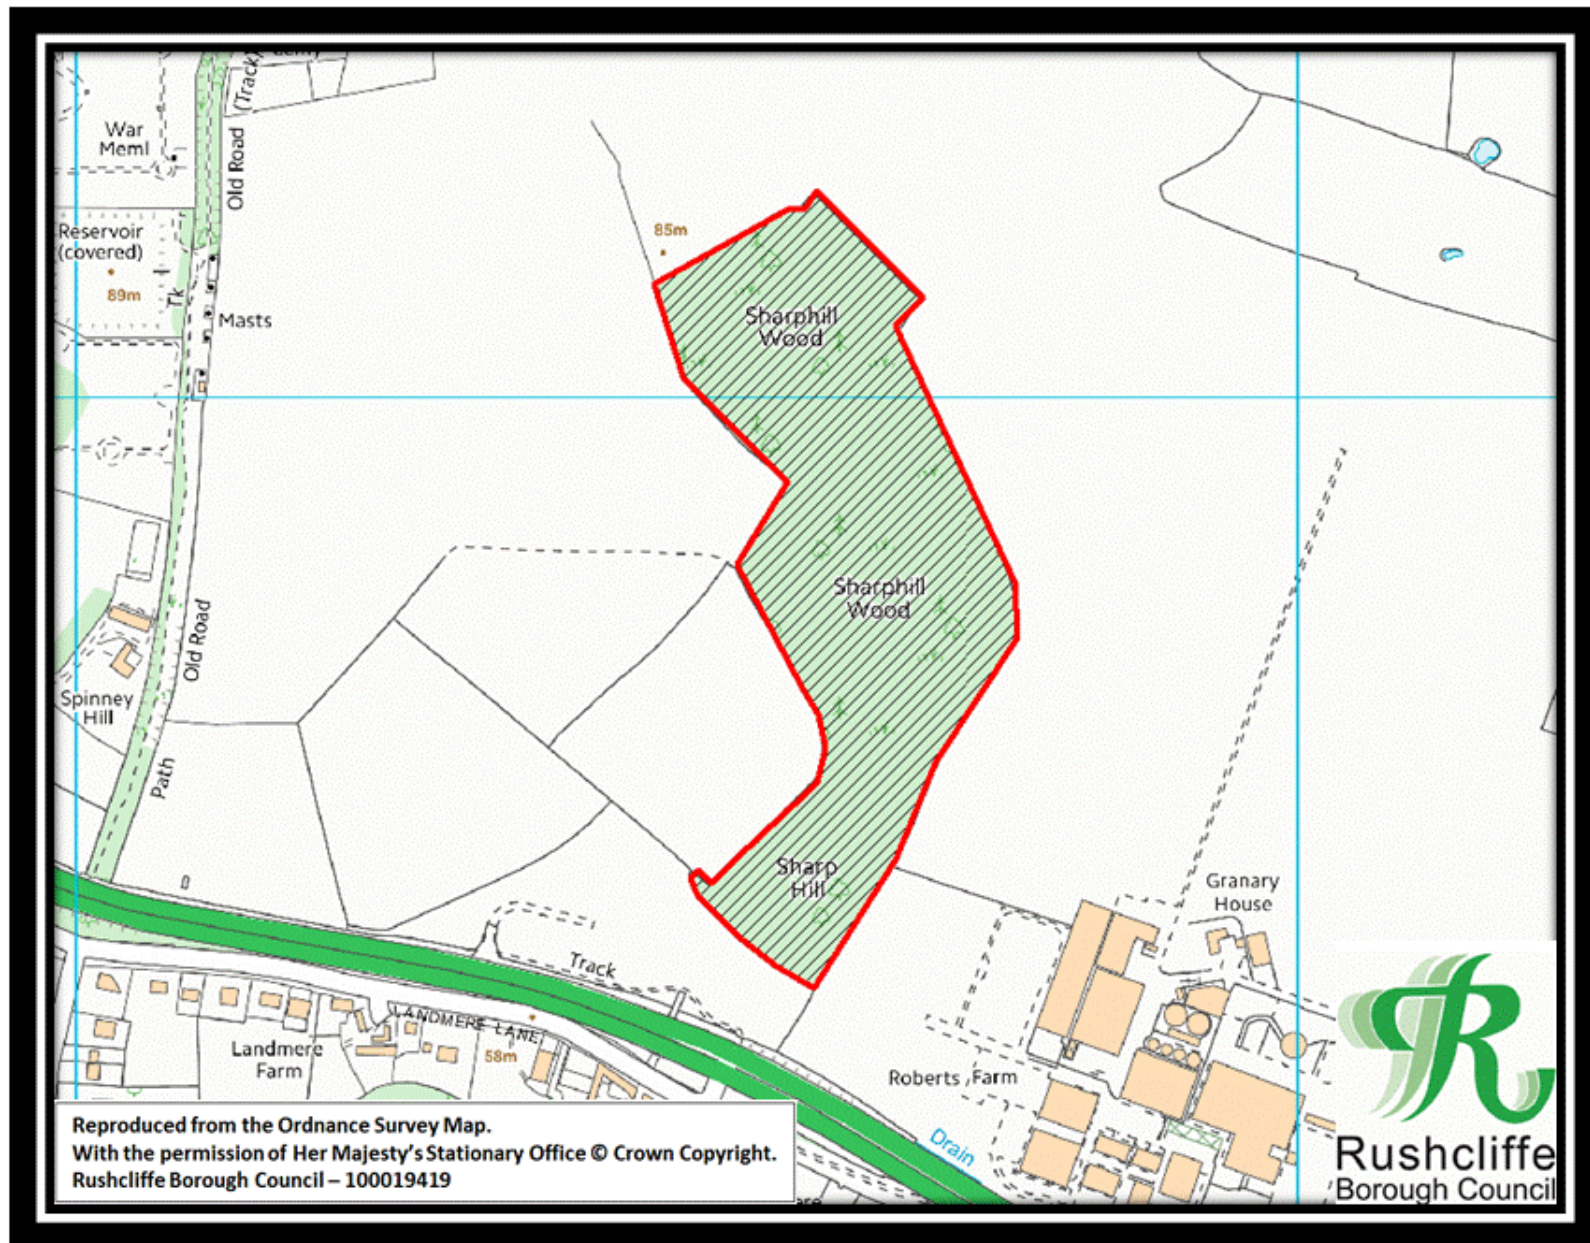 (Track)
War
Meml
Old Road
Reservoir
(covered)
89m
Tk
Masts
85m
Sharphill
Wood
Sharphill
Wood
Old Road
Spinney
Hill
Path
Sharp
Hill
Granary
House
Track
LANDMERE LANE
Landmere
Farm
58m
Roberts Farm
Drain
Reproduced from the Ordnance Survey Map.
With the permission of Her Majesty's Stationary Office © Crown Copyright.
Rushcliffe Borough Council – 100019419
R
Rushcliffe
Borough Council